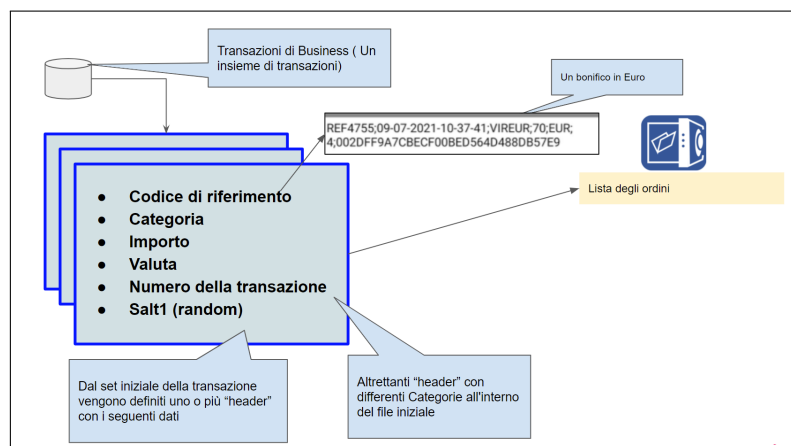 Transazioni di Business ( Un
insieme di transazioni)
Un bonifico in Euro
REF4755;09-07-2021-10-37-41;VIREUR;70;EUR;
4;002DFF9A7CBECF00BED564D488DB57E9
Lista degli ordini
● Codice di riferimento
● Categoria
● Importo
● Valuta
● Numero della transazione
● Salt1 (random)
Dal set iniziale della transazione
vengono definiti uno o più “header”
con i seguenti dati
Altrettanti “header” con
differenti Categorie all'interno
del file iniziale